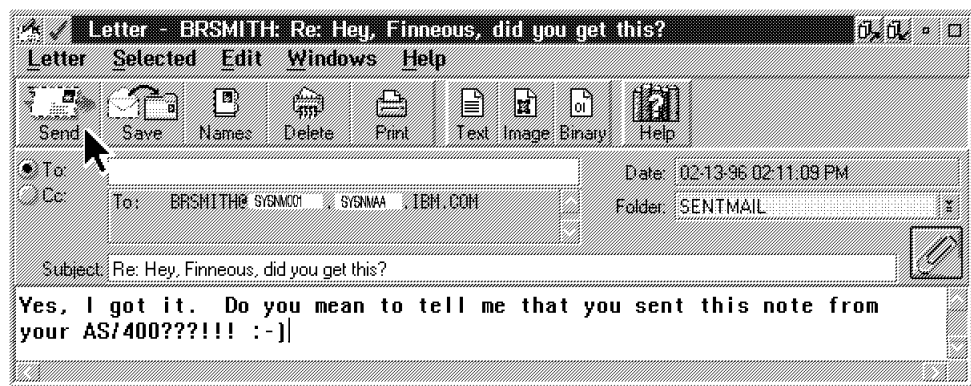 Letter - BRSMITH: Re: Hey, Finneous, did you get this?
Letter Selected Edit Windows Help
Send Save Names Delete Print Text Image Binary Help
To: Date: 02-13-96 02:11:09 PM
Cc: To: BRSMITH@ SYSNM001 . SYSNMAA .IBM.COM Folder: SENTMAIL
Subject: Re: Hey, Finneous, did you get this?
Yes, I got it. Do you mean to tell me that you sent this note from
your AS/400???!!! :-)